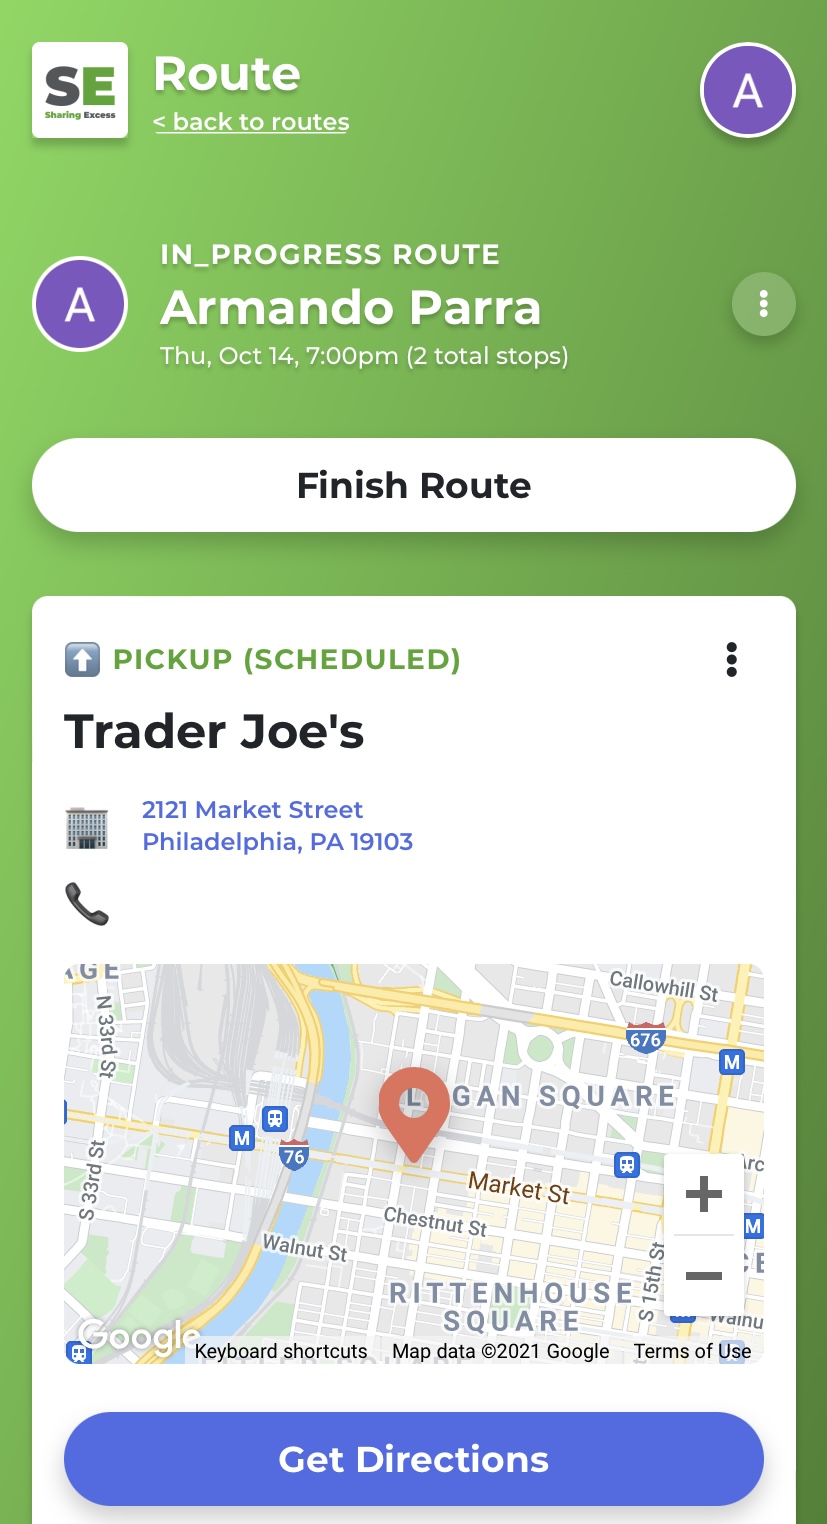 SE
Sharing Excess
Route
< back to routes
A
A
IN_PROGRESS ROUTE
Armando Parra
Thu, Oct 14, 7:00pm (2 total stops)
Finish Route
PICKUP (SCHEDULED)
Trader Joe's
2121 Market Street
Philadelphia, PA 19103
N 33rd St
Callowhill St
676
M
GAN SQUARE
M
76
S 33rd St
Market St
M
Chestnut St
Walnut St
S 15th St
RITTENHOUSE
SQUARE
Google
Keyboard shortcuts
Map data ©2021 Google
Terms of Use
+
−
Get Directions